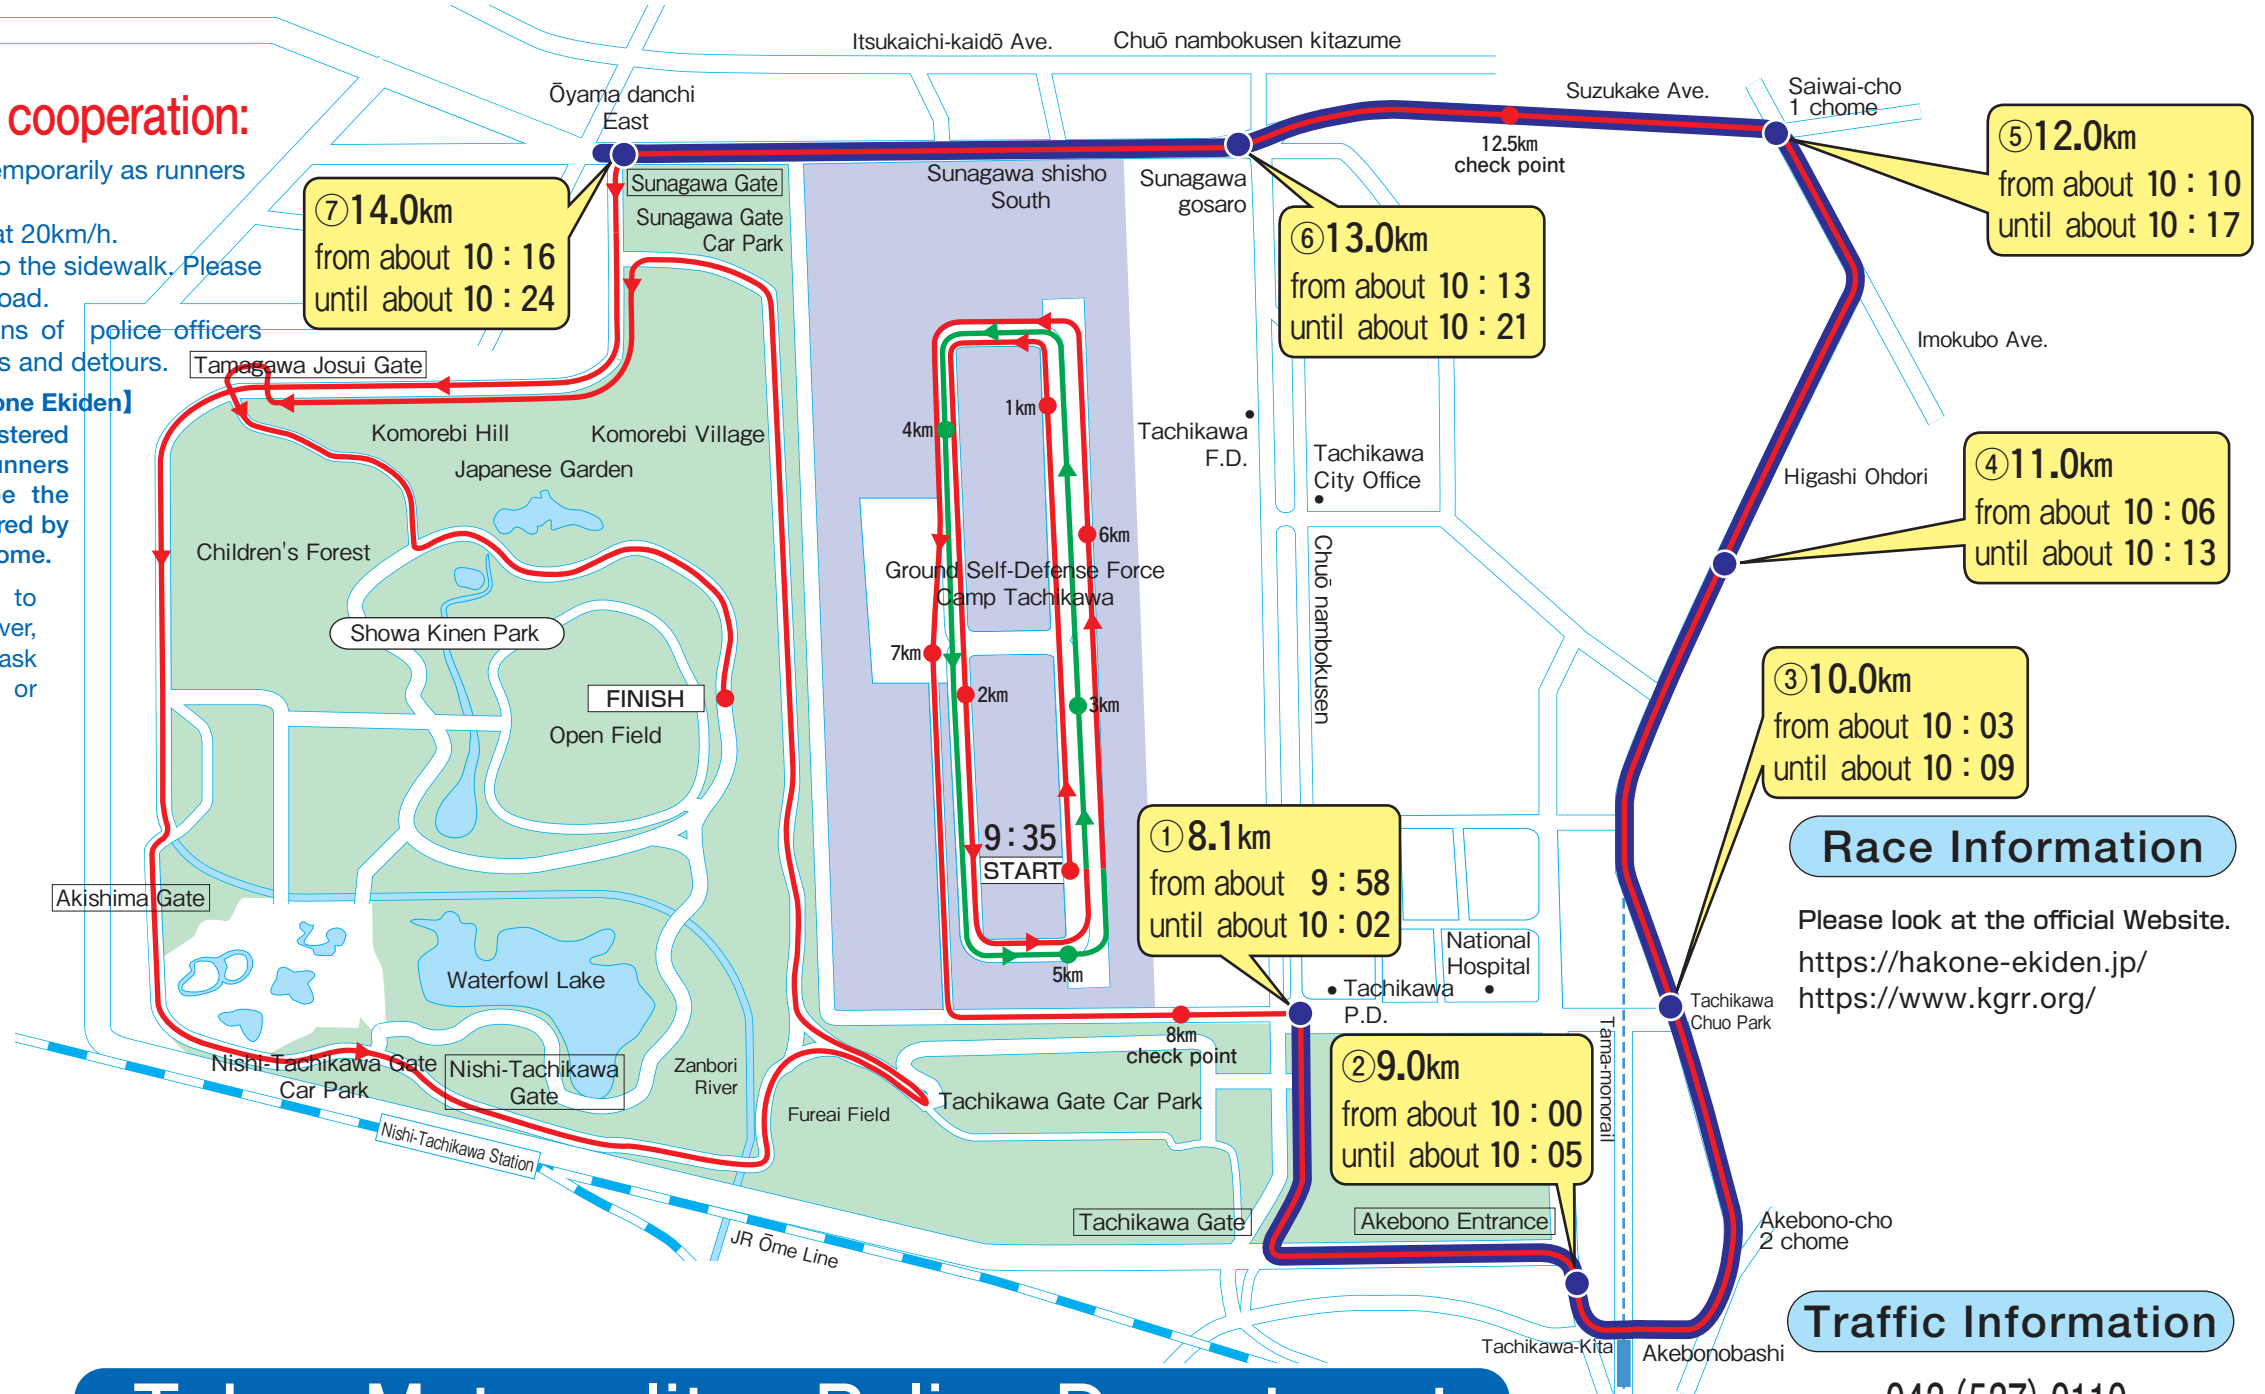 cooperation:
emporarily as runners
at 20km/h.
o the sidewalk. Please
oad.
ns of police officers
s and detours.
one Ekiden】
stered
unners
be the
red by
ome.
to
ver,
ask
or
Itsukaichi-kaidō Ave.
Chuō nambokusen kitazume
Ōyama danchi
East
Suzukake Ave.
Saiwai-cho
1 chome
12.5km
check point
⑤12.0km
from about 10:10
until about 10:17
Sunagawa Gate
Sunagawa Gate
Car Park
Sunagawa shisho
South
Sunagawa
gosaro
⑦14.0km
from about 10:16
until about 10:24
⑥13.0km
from about 10:13
until about 10:21
Imokubo Ave.
Tamagawa Josui Gate
Komorebi Hill
Komorebi Village
Japanese Garden
1km
4km
Tachikawa
F.D.
Tachikawa
City Office
Higashi Ohdori
④11.0km
from about 10:06
until about 10:13
Children's Forest
6km
Ground Self-Defense Force
Camp Tachikawa
Chuō nambokusen
Showa Kinen Park
7km
2km
3km
FINISH
Open Field
③10.0km
from about 10:03
until about 10:09
9:35
START
①8.1km
from about 9:58
until about 10:02
Race Information
Please look at the official Website.
https://hakone-ekiden.jp/
https://www.kgrr.org/
Akishima Gate
Waterfowl Lake
5km
National
Hospital
Tachikawa
P.D.
Tachikawa
Chuo Park
8km
check point
Tama-monorail
Nishi-Tachikawa Gate
Car Park
Nishi-Tachikawa
Gate
Zanbori
River
Fureai Field
Tachikawa Gate Car Park
②9.0km
from about 10:00
until about 10:05
Nishi-Tachikawa Station
JR Ōme Line
Tachikawa Gate
Akebono Entrance
Akebono-cho
2 chome
Tachikawa-Kita
Akebonobashi
Traffic Information
042 (527) 0110
Tokyo Metropolitan Police Department